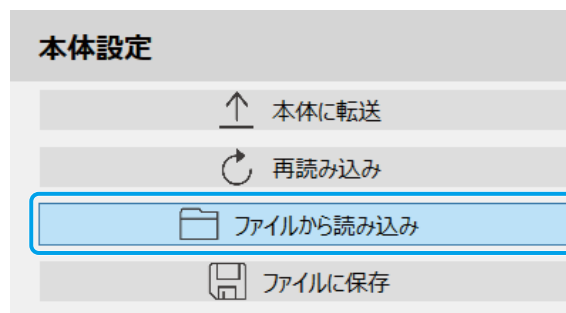 本体設定
本体に転送
再読み込み
ファイルから読み込み
ファイルに保存